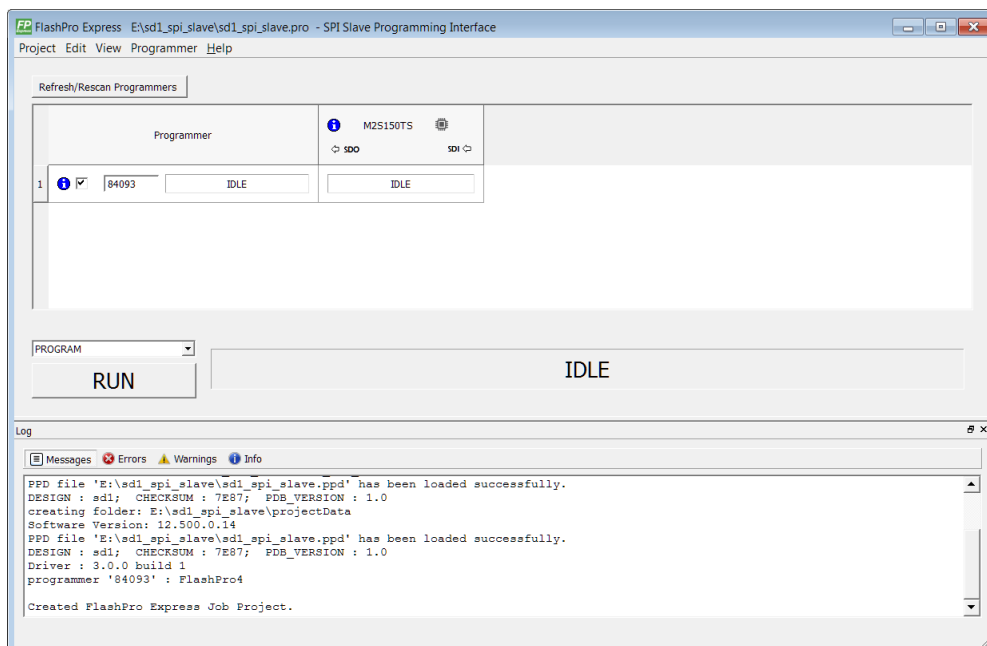 FP FlashPro Express E:\sd1_spi_slave\sd1_spi_slave.pro - SPI Slave Programming Interface
Project Edit View Programmer Help
Refresh/Rescan Programmers
Programmer
M2S150TS
SDO SDI
1 84093 IDLE IDLE
PROGRAM
RUN
IDLE
Log
Messages Errors Warnings Info
PPD file 'E:\sd1_spi_slave\sd1_spi_slave.ppd' has been loaded successfully.
DESIGN : sd1; CHECKSUM : 7E87; PDB_VERSION : 1.0
creating folder: E:\sd1_spi_slave\projectData
Software Version: 12.500.0.14
PPD file 'E:\sd1_spi_slave\sd1_spi_slave.ppd' has been loaded successfully.
DESIGN : sd1; CHECKSUM : 7E87; PDB_VERSION : 1.0
Driver : 3.0.0 build 1
programmer '84093' : FlashPro4
Created FlashPro Express Job Project.